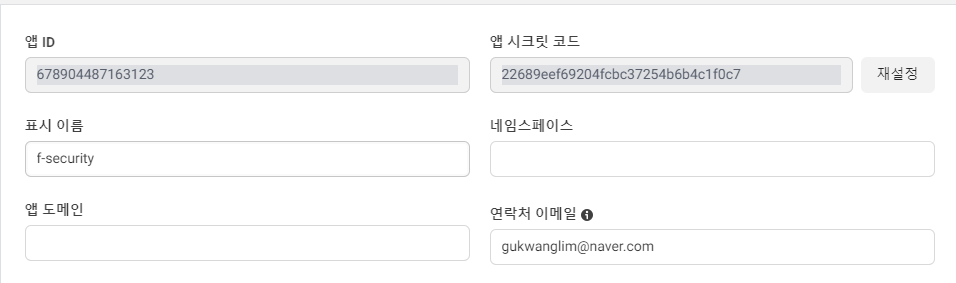 앱 ID
앱 시크릿 코드
678904487163123
22689eef69204fcbc37254b6b4c1f0c7
재설정
표시 이름
네임스페이스
f-security
앱 도메인
연락처 이메일
gukwanglim@naver.com